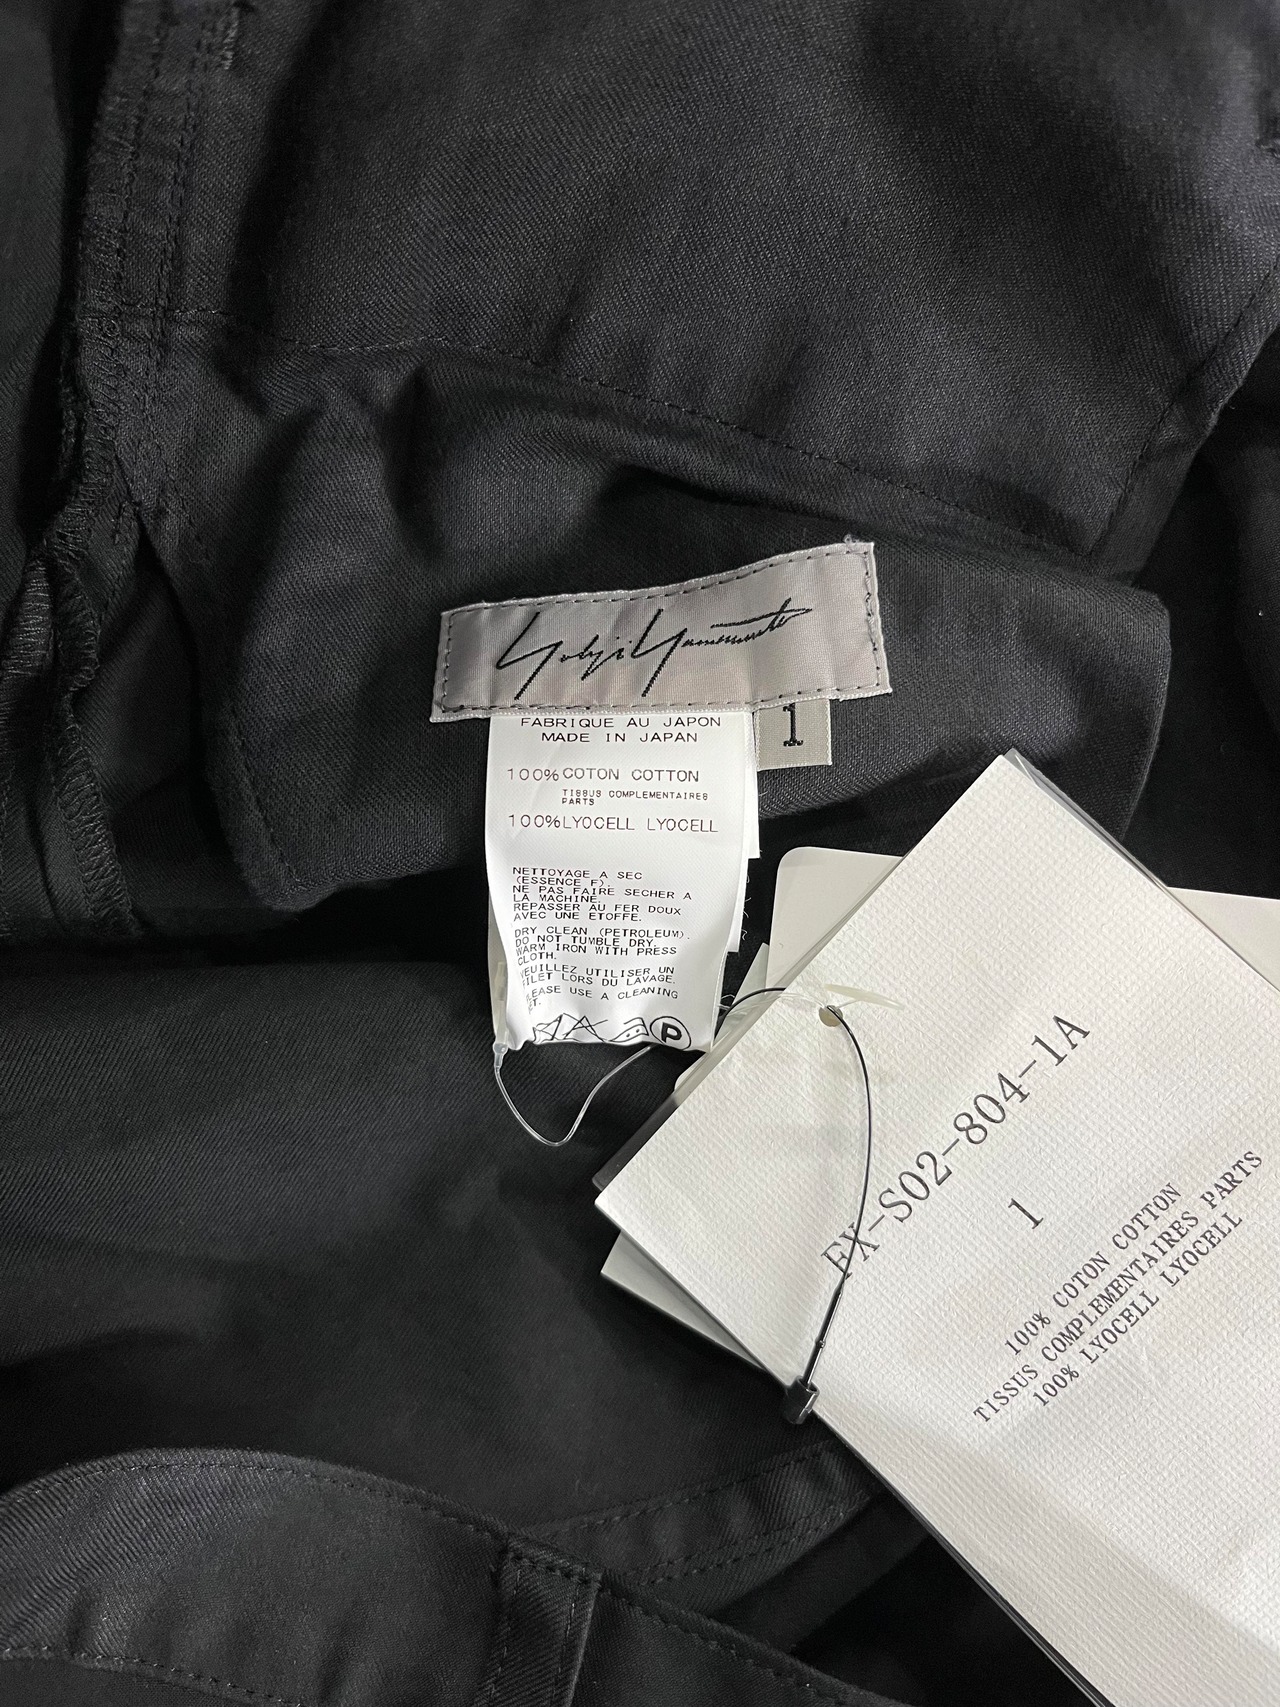 Yohji Yamamoto
1
FABRIQUE AU JAPON
MADE IN JAPAN
100% COTON COTTON
TISSUS COMPLEMENTAIRES
PARTS
100% LYOCELL LYOCELL
NETTOYAGE A SEC
(ESSENCE F).
NE PAS FAIRE SECHER A
LA MACHINE.
REPASSER AU FER DOUX
AVEC UNE ETOFFE.
DRY CLEAN (PETROLEUM).
DO NOT TUMBLE DRY.
WARM IRON WITH PRESS
CLOTH.
VEUILLEZ UTILISER UN
FILET LORS DU LAVAGE.
PLEASE USE A CLEANING
P
FX-S02-804-1A
1
100% COTON COTTON
TISSUS COMPLEMENTAIRES PARTS
100% LYOCELL LYOCELL